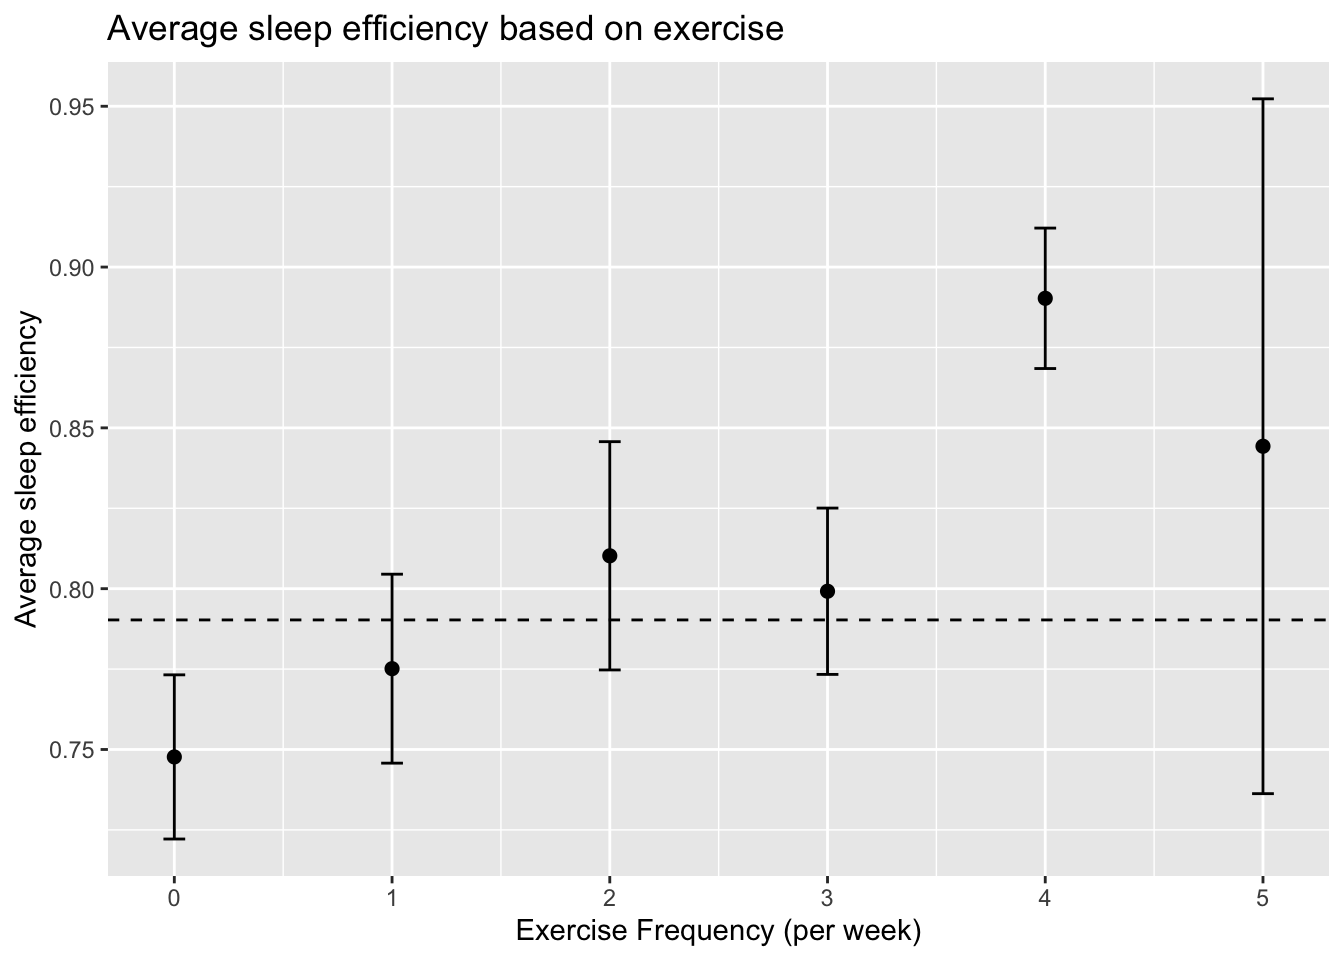 Average sleep efficiency based on exercise
Average sleep efficiency
0.95
0.90
0.85
0.80
0.75
0 1 2 3 4 5
Exercise Frequency (per week)